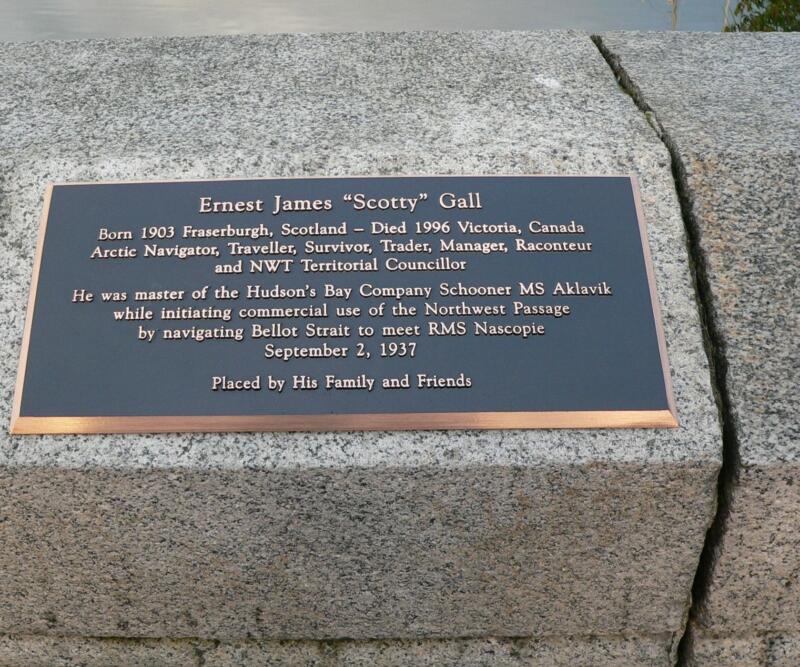 Ernest James “Scotty” Gall
Born 1903 Fraserburgh, Scotland – Died 1996 Victoria, Canada
Arctic Navigator, Traveller, Survivor, Trader, Manager, Raconteur
and NWT Territorial Councillor
He was master of the Hudson’s Bay Company Schooner MS Aklavik
while initiating commercial use of the Northwest Passage
by navigating Bellot Strait to meet RMS Nascopie
September 2, 1937
Placed by His Family and Friends